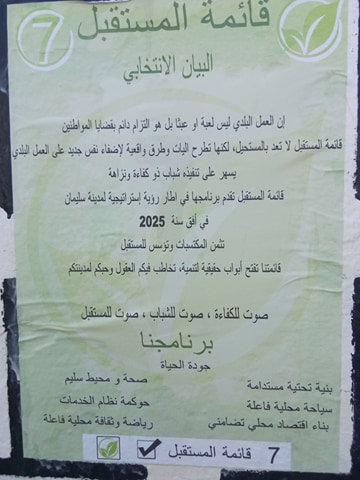 7 قائمة المستقبل
البيان الانتخابي
إن العمل البلدي ليس لعبة او عبثا بل هو التزام دائم بقضايا المواطنين
قائمة المستقبل لا تعد بالمستحيل، لكنها تطرح اليات وطرق واقعية لإضفاء نفس جديد على العمل البلدي
يسهر على تنفيذه شباب ذو كفاءة ونزاهة
قائمة المستقبل تقدم برنامجها في اطار رؤية إستراتيجية لمدينة سليمان
في أفق سنة 2025
تثمن المكتسبات وتؤسس للمستقبل
قائمتنا تفتح أبواب حقيقية لتنمية، تخاطب فيكم العقول وحبكم لمدينتكم
صوت للكفاءة ، صوت للشباب ، صوت للمستقبل
برنامجنا
جودة الحياة
بنية تحتية مستدامة
سياحة محلية فاعلة
بناء اقتصاد محلي تضامني
صحة و محيط سليم
حوكمة نظام الخدمات
رياضة وثقافة محلية فاعلة
7 قائمة المستقبل